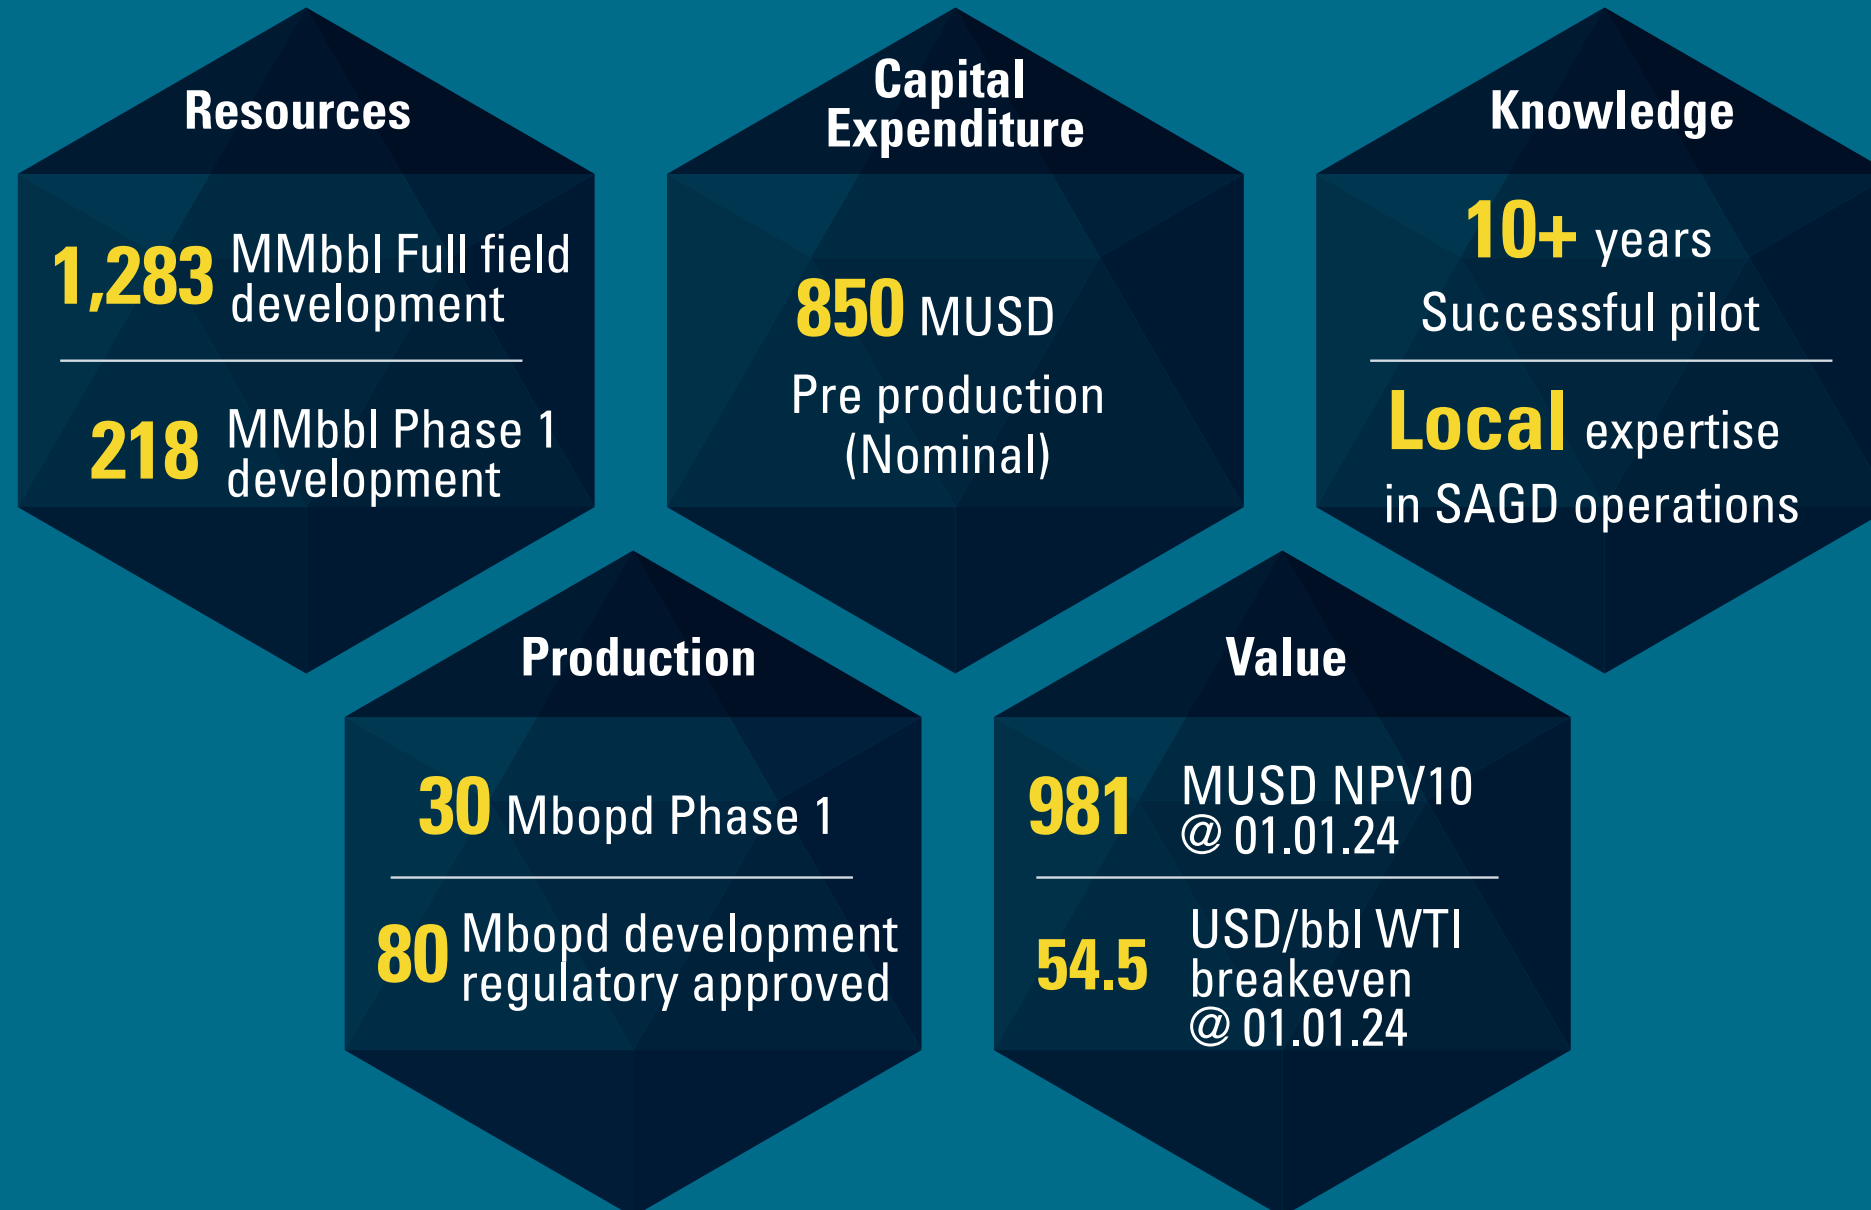 Resources
1,283 MMbbl Full field
development
218 MMbbl Phase 1
development
Capital
Expenditure
850 MUSD
Pre production
(Nominal)
Knowledge
10+ years
Successful pilot
Local expertise
in SAGD operations
Production
30 Mbopd Phase 1
80 Mbopd development
regulatory approved
Value
981 MUSD NPV10
@ 01.01.24
54.5 USD/bbl WTI
breakeven
@ 01.01.24